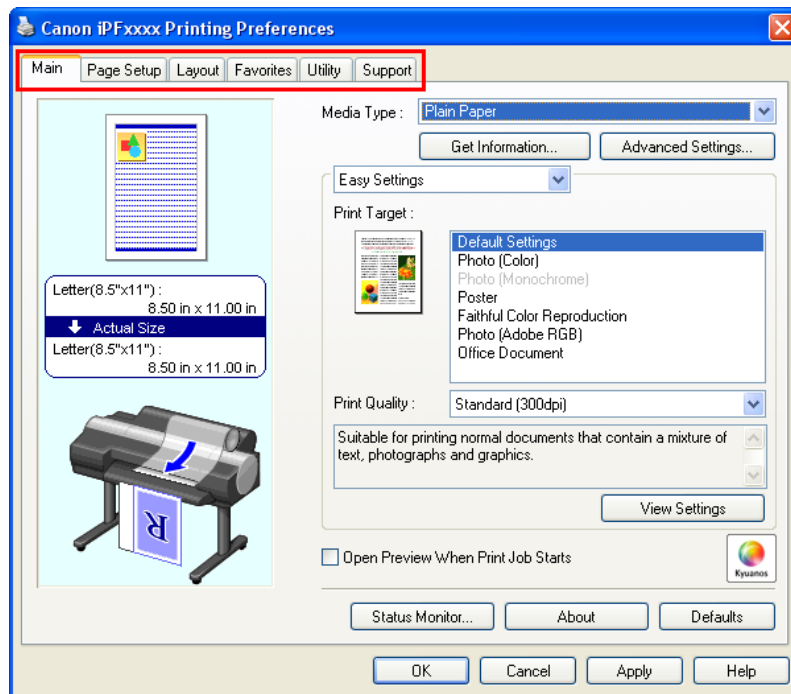 Canon iPFxxxx Printing Preferences
Main Page Setup Layout Favorites Utility Support
Media Type : Plain Paper
Get Information... Advanced Settings...
Easy Settings
Print Target :
Default Settings
Photo (Color)
Photo (Monochrome)
Poster
Faithful Color Reproduction
Photo (Adobe RGB)
Office Document
Letter(8.5"x11") :
8.50 in x 11.00 in
Actual Size
Letter(8.5"x11") :
8.50 in x 11.00 in
R
Print Quality : Standard (300dpi)
Suitable for printing normal documents that contain a mixture of
text, photographs and graphics.
View Settings
Open Preview When Print Job Starts
Kyuanos
Status Monitor... About Defaults
OK Cancel Apply Help